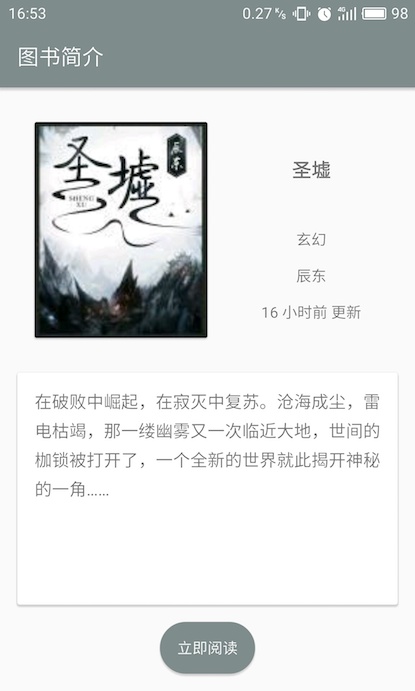 16:53
0.27 K/s
4G
98
图书简介
圣墟
SHENG
XU
辰东
圣墟
玄幻
辰东
16 小时前 更新
在破败中崛起，在寂灭中复苏。沧海成尘，雷
电枯竭，那一缕幽雾又一次临近大地，世间的
枷锁被打开了，一个全新的世界就此揭开神秘
的一角……
立即阅读